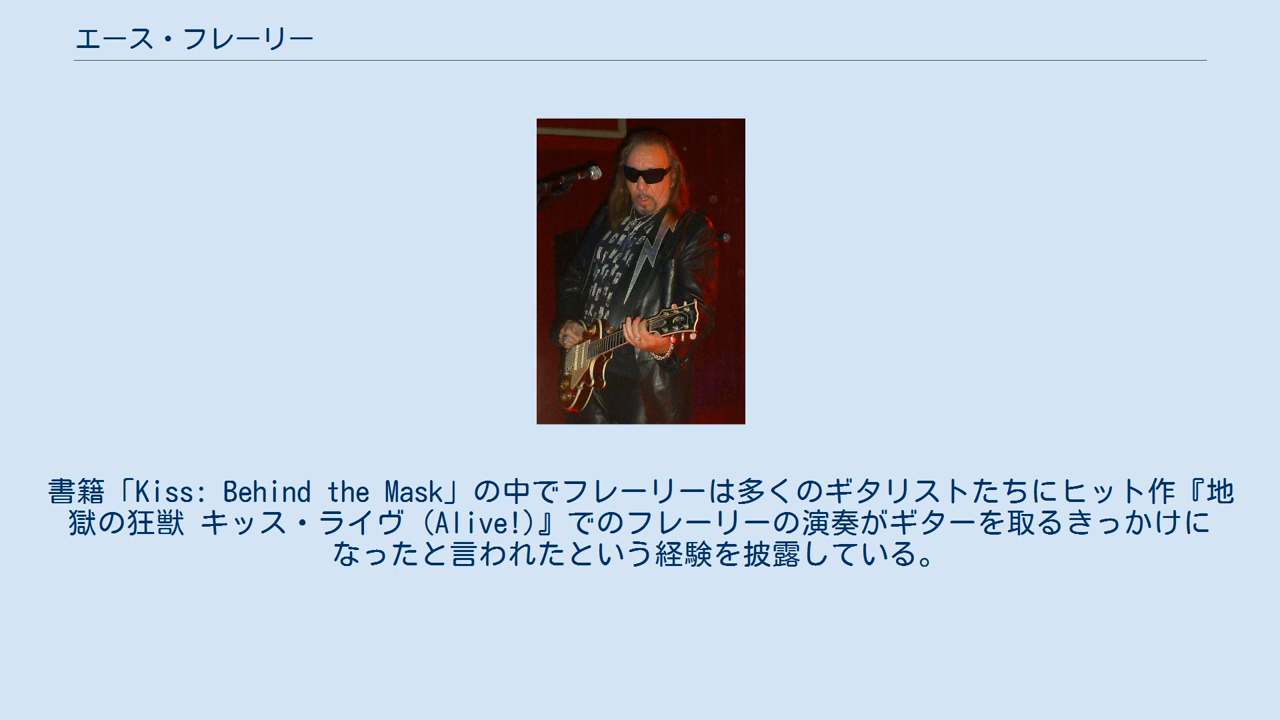 エース・フレーリー
書籍「Kiss: Behind the Mask」の中でフレーリーは多くのギタリストたちにヒット作『地
獄の狂獣 キッス・ライヴ (Alive!)』でのフレーリーの演奏がギターを取るきっかけに
なったと言われたという経験を披露している。